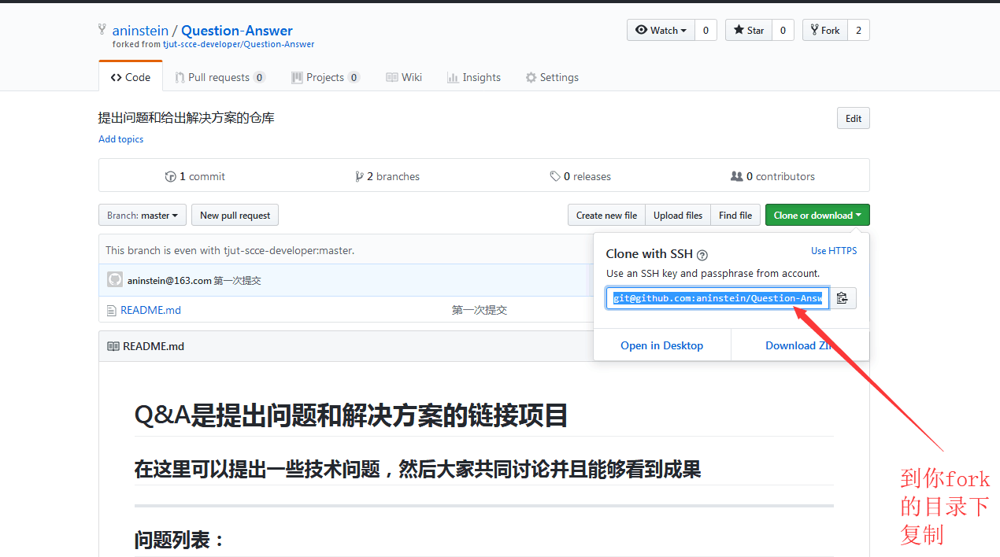 aninstein / Question-Answer
forked from tjut-scce-developer/Question-Answer
Watch 0 Star 0 Fork 2
Code Pull requests 0 Projects 0 Wiki Insights Settings
提出问题和给出解决方案的仓库
Edit
Add topics
1 commit 2 branches 0 releases 0 contributors
Branch: master New pull request Create new file Upload files Find file Clone or download
This branch is even with tjut-scce-developer:master.
aninstein@163.com 第一次提交
README.md 第一次提交
Clone with SSH ? Use HTTPS
Use an SSH key and passphrase from account.
git@github.com:aninstein/Question-Answ
Open in Desktop Download ZI
README.md
Q&A是提出问题和解决方案的链接项目
在这里可以提出一些技术问题，然后大家共同讨论并且能够看到成果
问题列表：
到你fork
的目录下
复制